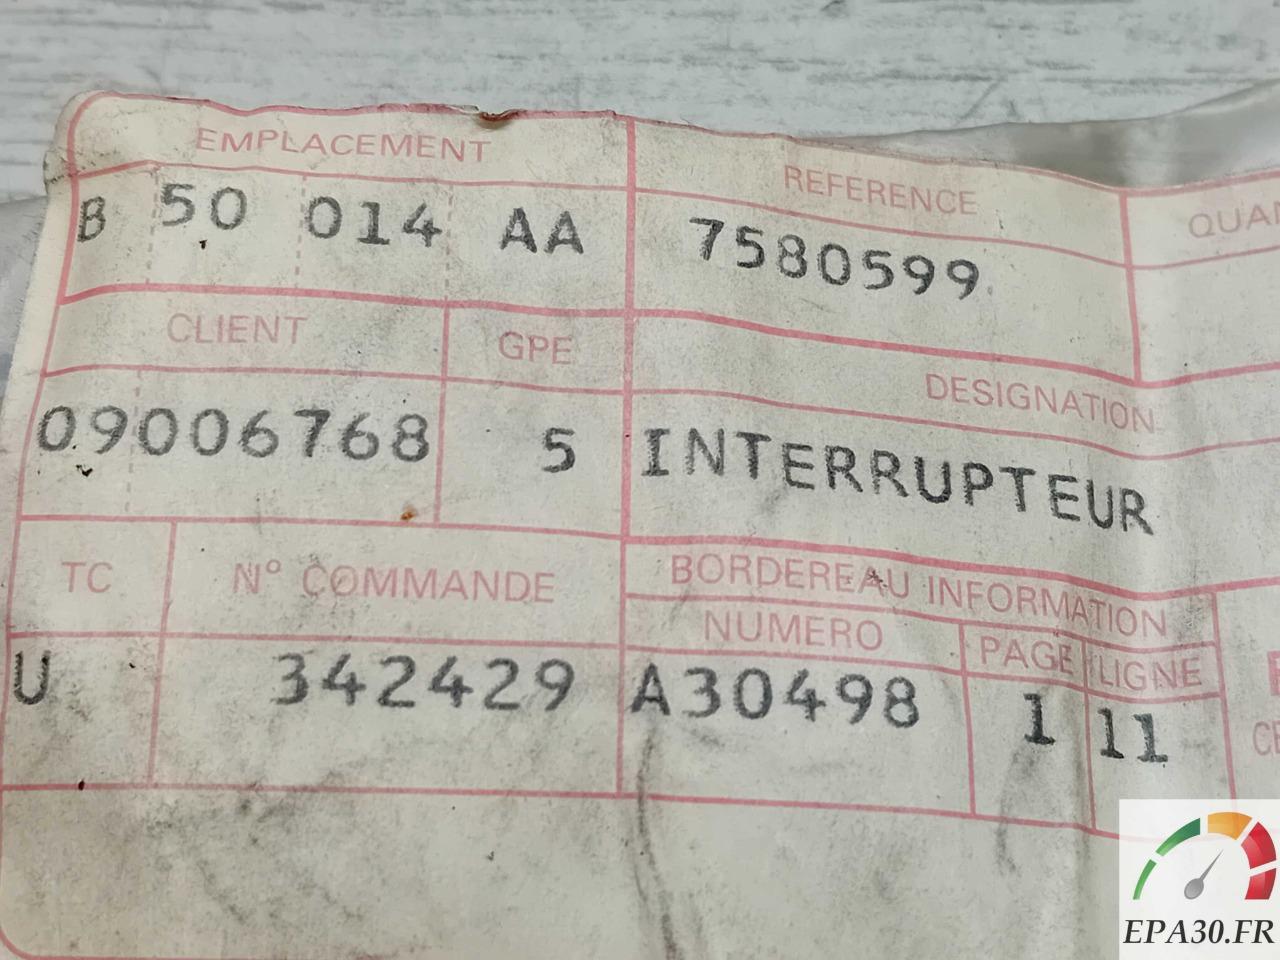 EMPLACEMENT REFERENCE
B 50 014 AA 7580599
CLIENT GPE DESIGNATION
09006768 5 INTERRUPTEUR
TC N° COMMANDE BORDEREAU INFORMATION
NUMERO PAGE LIGNE
U 342429 A30498 1 11
EPA30.FR